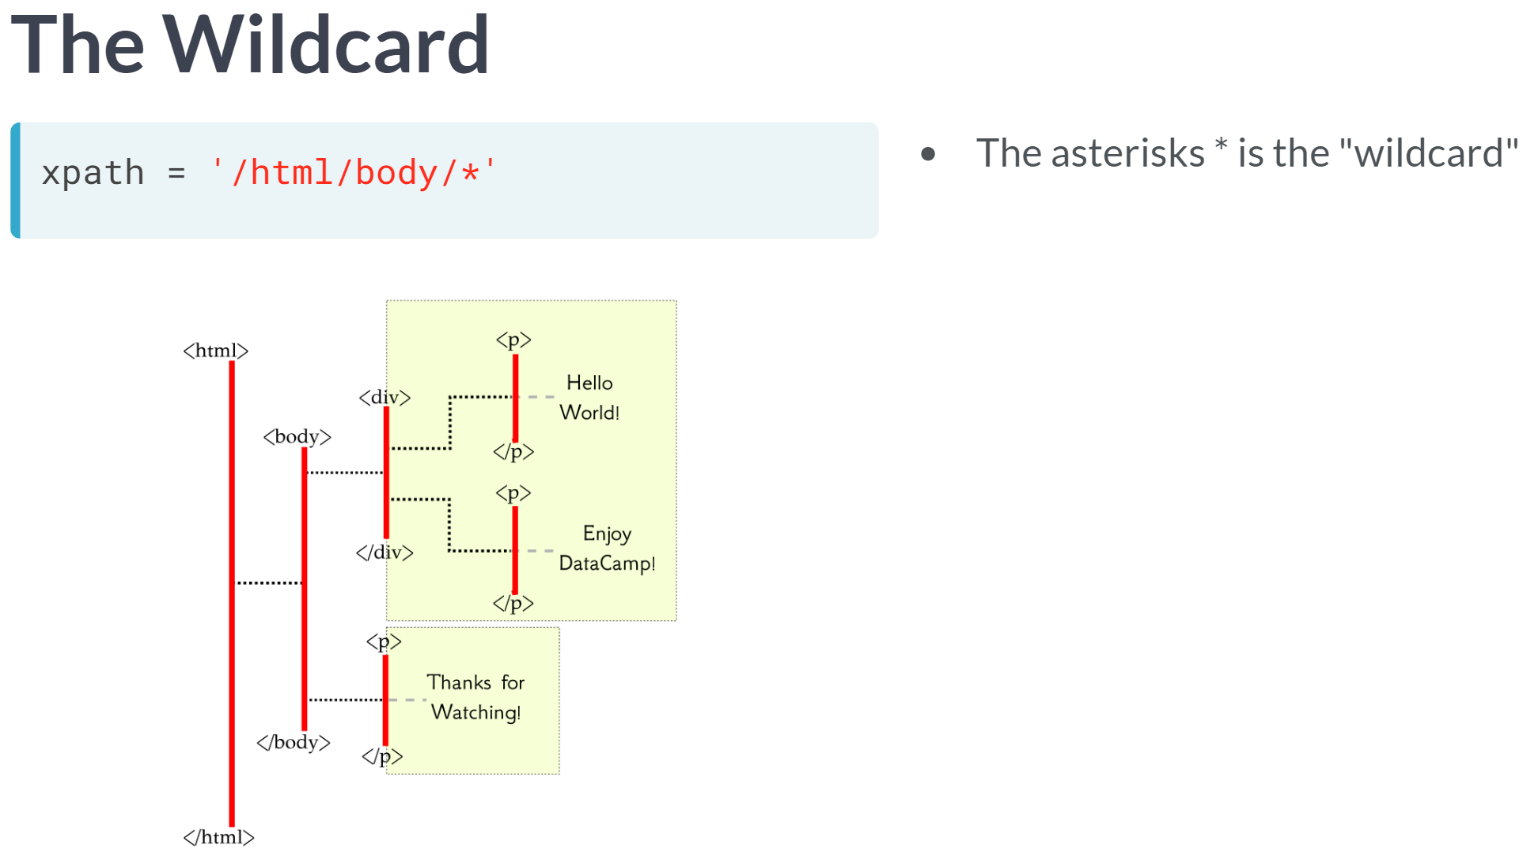 The Wildcard
xpath = '/html/body/*'
• The asterisks * is the "wildcard"
<html>
<body>
<div>
<p>
Hello
World!
</p>
<p>
Enjoy
DataCamp!
</p>
</div>
<p>
Thanks for
Watching!
</p>
</body>
</html>